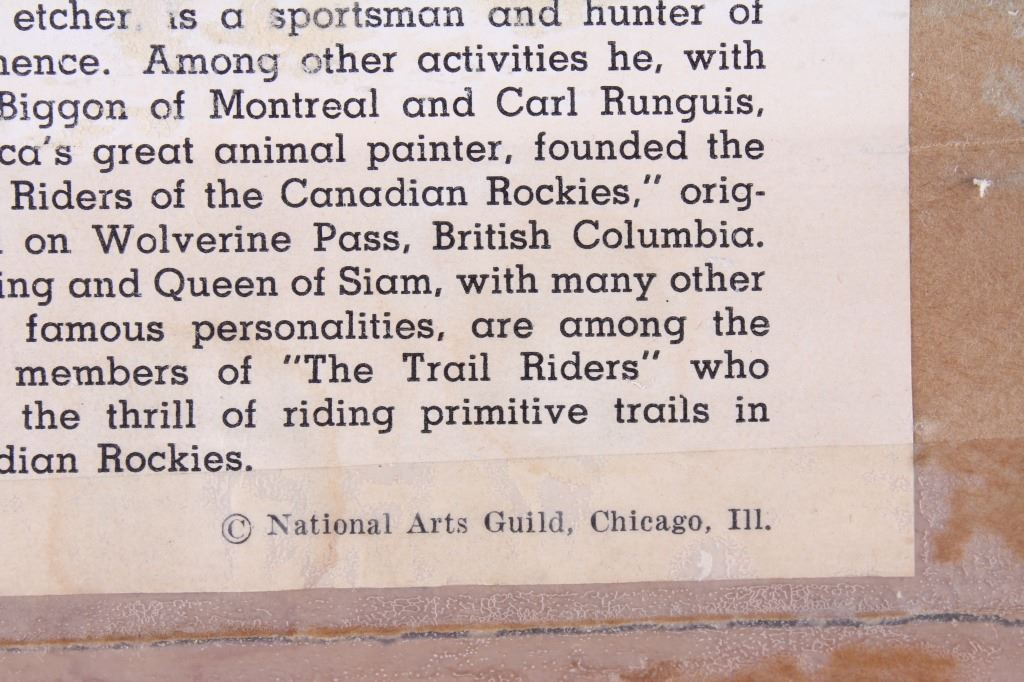 etcher, is a sportsman and hunter of
ence. Among other activities he, with
Biggon of Montreal and Carl Runguis,
ca's great animal painter, founded the
Riders of the Canadian Rockies," orig-
on Wolverine Pass, British Columbia.
ing and Queen of Siam, with many other
famous personalities, are among the
members of "The Trail Riders" who
the thrill of riding primitive trails in
dian Rockies.
© National Arts Guild, Chicago, Ill.